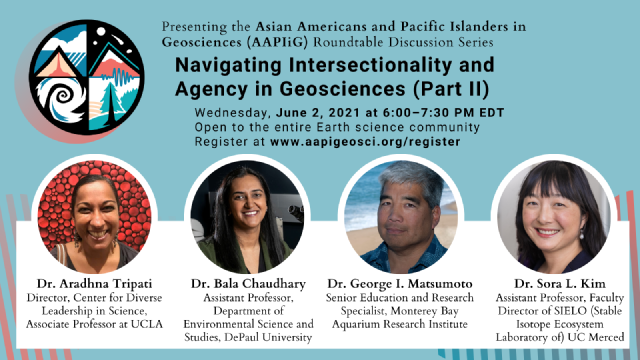 Presenting the Asian Americans and Pacific Islanders in
Geosciences (AAPIiG) Roundtable Discussion Series
Navigating Intersectionality and
Agency in Geosciences (Part II)
Wednesday, June 2, 2021 at 6:00–7:30 PM EDT
Open to the entire Earth science community
Register at www.aapigeosci.org/register
Dr. Aradhna Tripati
Director, Center for Diverse
Leadership in Science,
Associate Professor at UCLA
Dr. Bala Chaudhary
Assistant Professor,
Department of
Environmental Science and
Studies, DePaul University
Dr. George I. Matsumoto
Senior Education and Research
Specialist, Monterey Bay
Aquarium Research Institute
Dr. Sora L. Kim
Assistant Professor, Faculty
Director of SIELO (Stable
Isotope Ecosystem
Laboratory of) UC Merced